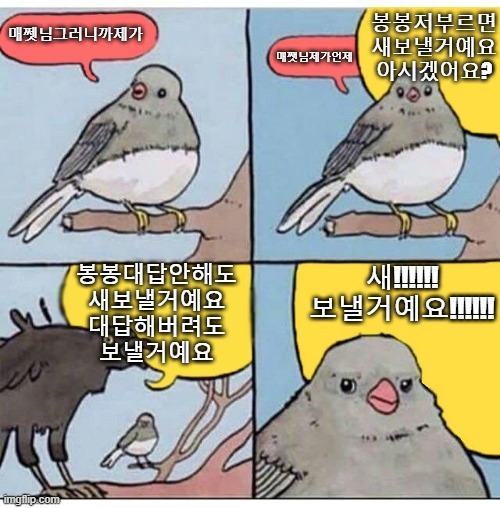 매쩻님그러니까제가
매쩻님제가언제
봉봉저부르면
새보낼거예요
아시겠어요?
봉봉대답안해도
새보낼거예요
대답해버려도
보낼거예요
새!!!!!!
보낼거예요!!!!!!
imgflip.com